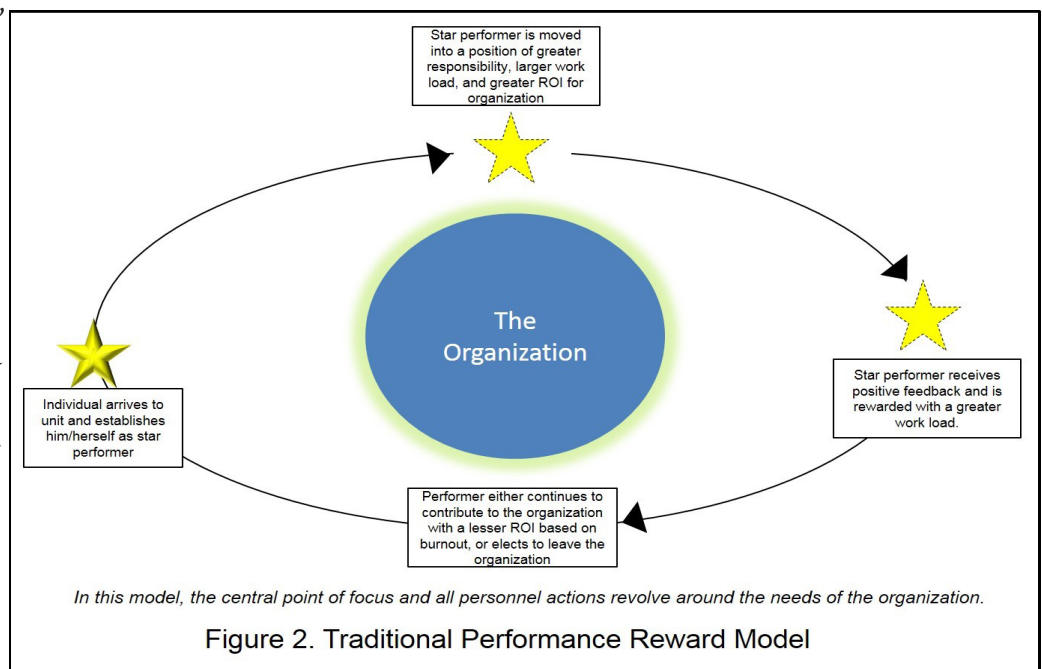 Star performer is moved
into a position of greater
responsibility, larger work
load, and greater ROI for
organization
The
Organization
Star performer receives
positive feedback and is
rewarded with a greater
work load.
Individual arrives to
unit and establishes
him/herself as star
performer
Performer either continues to
contribute to the organization
with a lesser ROI based on
burnout, or elects to leave the
organization
In this model, the central point of focus and all personnel actions revolve around the needs of the organization.
Figure 2. Traditional Performance Reward Model